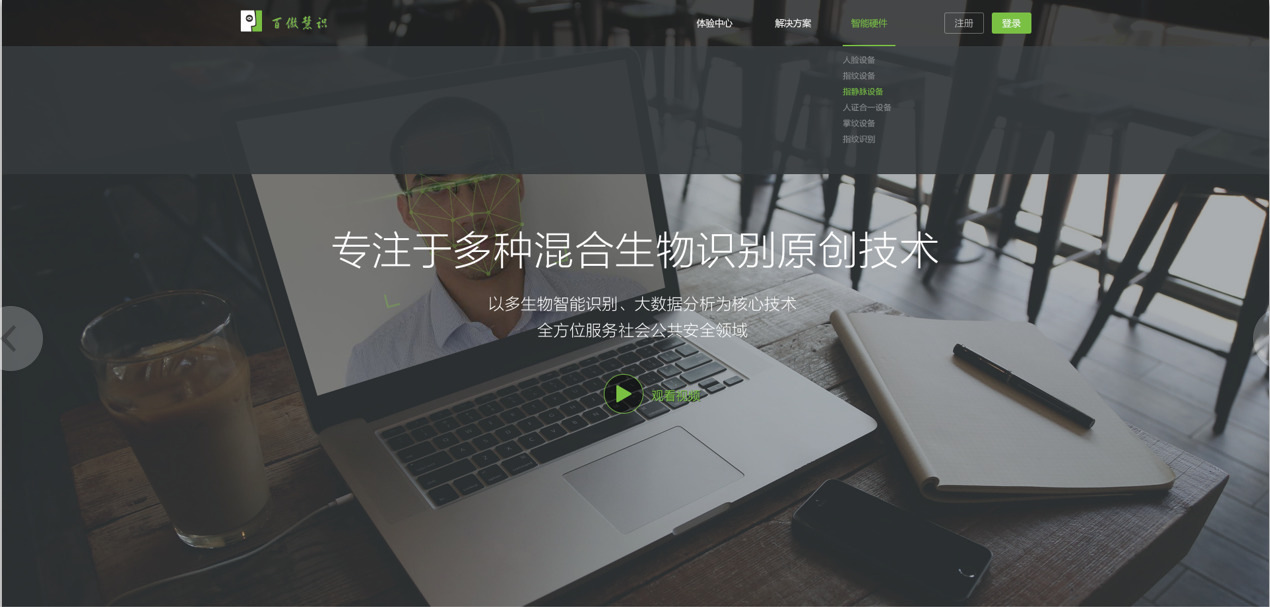 百傲慧识
体验中心
解决方案
智能硬件
注册
登录
人脸设备
指纹设备
指静脉设备
人证合一设备
掌纹设备
指纹识别
专注于多种混合生物识别原创技术
以多生物智能识别、大数据分析为核心技术
全方位服务社会公共安全领域
观看视频